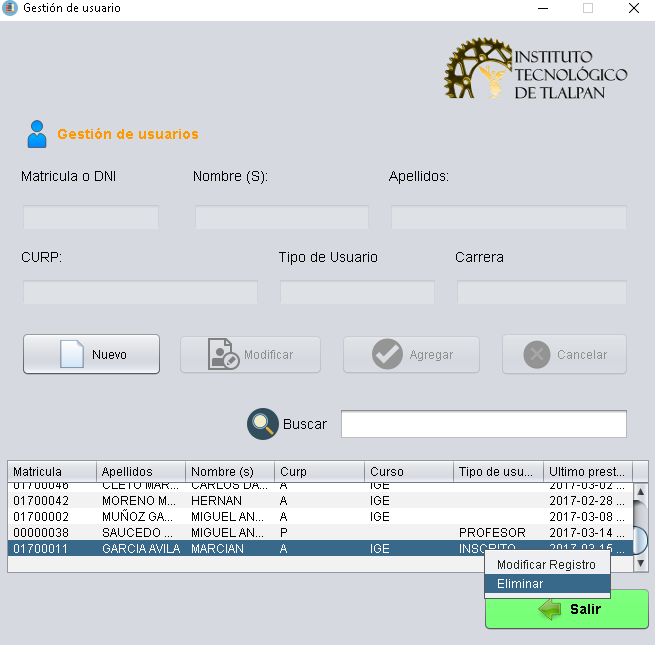 Gestión de usuario
INSTITUTO
TECNOLÓGICO
DE TLALPAN
Gestión de usuarios
Matricula o DNI Nombre (S): Apellidos:
CURP: Tipo de Usuario Carrera
Nuevo Modificar Agregar Cancelar
Buscar
Matricula Apellidos Nombre (s) Curp Curso Tipo de usu... Ultimo prest...
01700046 CLETO MAR... CARLOS DA... A IGE 2017-03-02 ...
01700042 MORENO M... HERNAN A IGE 2017-02-28 ...
01700002 MUÑOZ GA... MIGUEL AN... A IGE 2017-03-08 ...
00000038 SAUCEDO ... MIGUEL AN... P PROFESOR 2017-03-14 ...
01700011 GARCIA AVILA MARCIAN A IGE INSCRITO 2017-03-15 ...
Modificar Registro
Eliminar
Salir